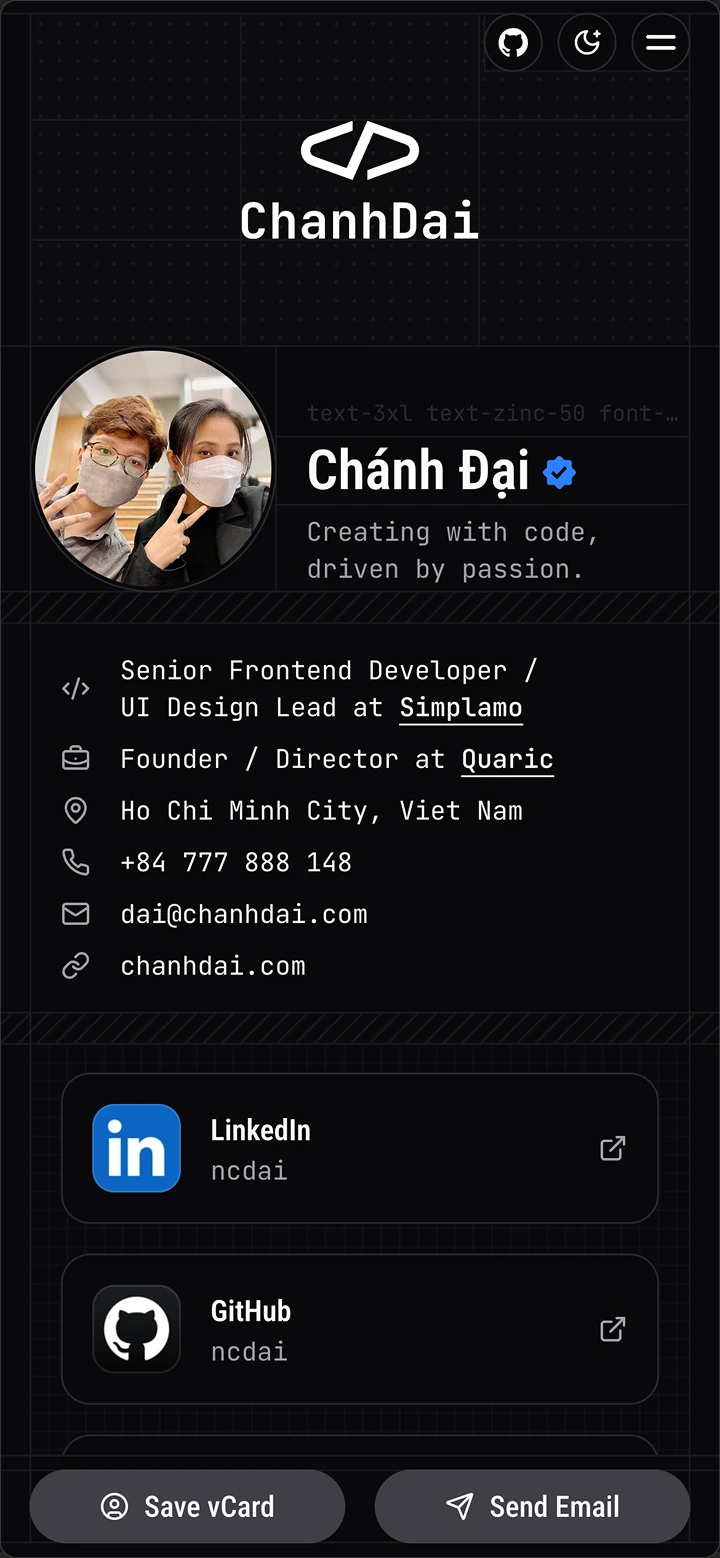 ChanhDai
text-3xl text-zinc-50 font-…
Chánh Đại
Creating with code,
driven by passion.
Senior Frontend Developer /
UI Design Lead at Simplamo
Founder / Director at Quaric
Ho Chi Minh City, Viet Nam
+84 777 888 148
dai@chanhdai.com
chanhdai.com
LinkedIn
ncdai
GitHub
ncdai
Save vCard
Send Email